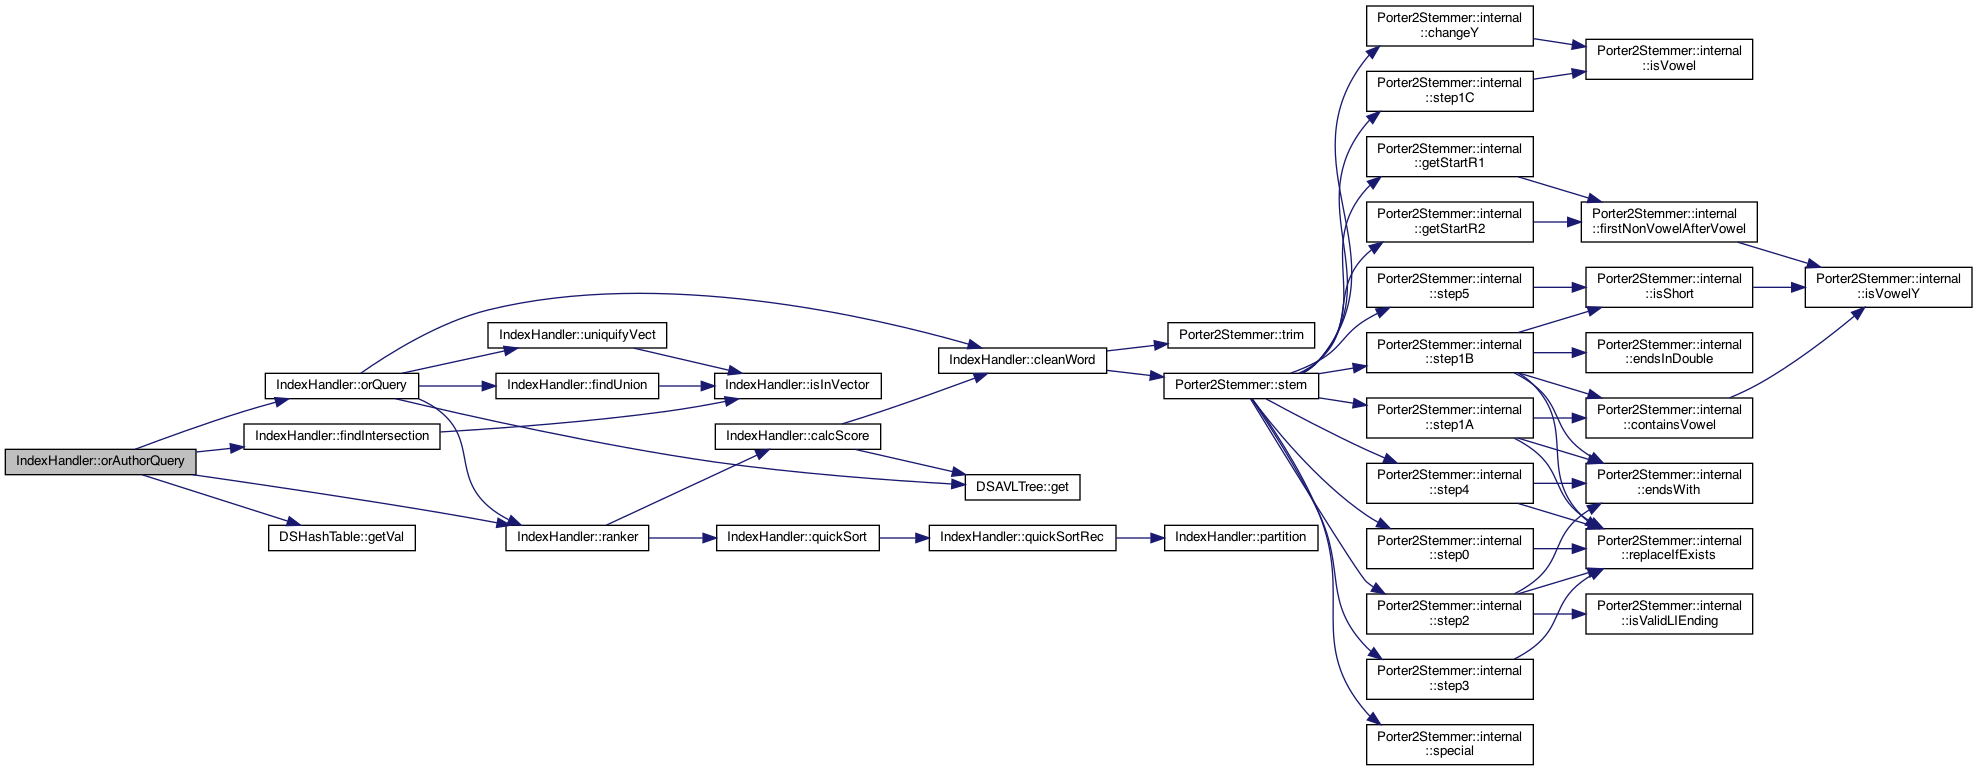 IndexHandler::orAuthorQuery
IndexHandler::orQuery
IndexHandler::findIntersection
DSHashTable::getVal
IndexHandler::uniquifyVect
IndexHandler::findUnion
IndexHandler::ranker
IndexHandler::isInVector
IndexHandler::calcScore
IndexHandler::quickSort
IndexHandler::cleanWord
DSAVLTree::get
IndexHandler::quickSortRec
Porter2Stemmer::trim
Porter2Stemmer::stem
IndexHandler::partition
Porter2Stemmer::internal
::changeY
Porter2Stemmer::internal
::step1C
Porter2Stemmer::internal
::getStartR1
Porter2Stemmer::internal
::getStartR2
Porter2Stemmer::internal
::step5
Porter2Stemmer::internal
::step1B
Porter2Stemmer::internal
::step1A
Porter2Stemmer::internal
::step4
Porter2Stemmer::internal
::step0
Porter2Stemmer::internal
::step2
Porter2Stemmer::internal
::step3
Porter2Stemmer::internal
::special
Porter2Stemmer::internal
::isVowel
Porter2Stemmer::internal
::firstNonVowelAfterVowel
Porter2Stemmer::internal
::isShort
Porter2Stemmer::internal
::endsInDouble
Porter2Stemmer::internal
::containsVowel
Porter2Stemmer::internal
::endsWith
Porter2Stemmer::internal
::replaceIfExists
Porter2Stemmer::internal
::isValidLIEnding
Porter2Stemmer::internal
::isVowelY